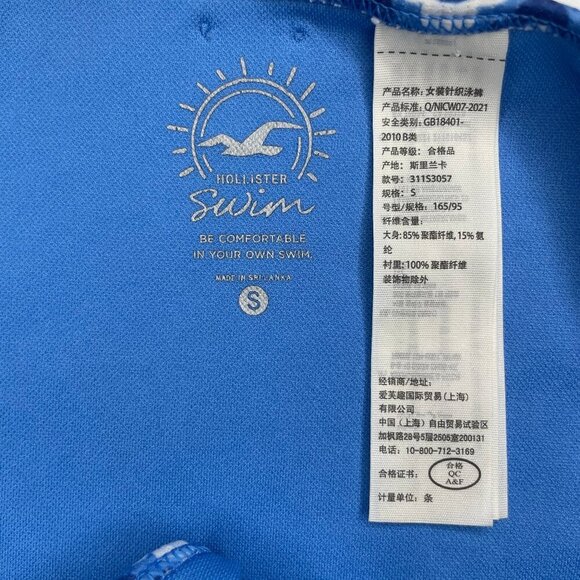 HOLLISTER
Swim
BE COMFORTABLE
IN YOUR OWN SWIM.
MADE IN SRI LANKA
S
产品名称: 女装针织泳裤
产品标准: Q/NICW07-2021
安全类别: GB18401-
2010 B类
产品等级: 合格品
产地: 斯里兰卡
款号: 311S3057
规格: S
号型/规格: 165/95
纤维含量:
大身: 85% 聚酯纤维, 15% 氨
纶
衬里: 100% 聚酯纤维
装饰物除外
经销商/地址:
爱芙趣国际贸易(上海)
有限公司
中国(上海)自由贸易试验区
加枫路28号5层2505室200131
电话: 10-800-712-3169
合格证书:
合格
QC
A&F
计量单位: 条